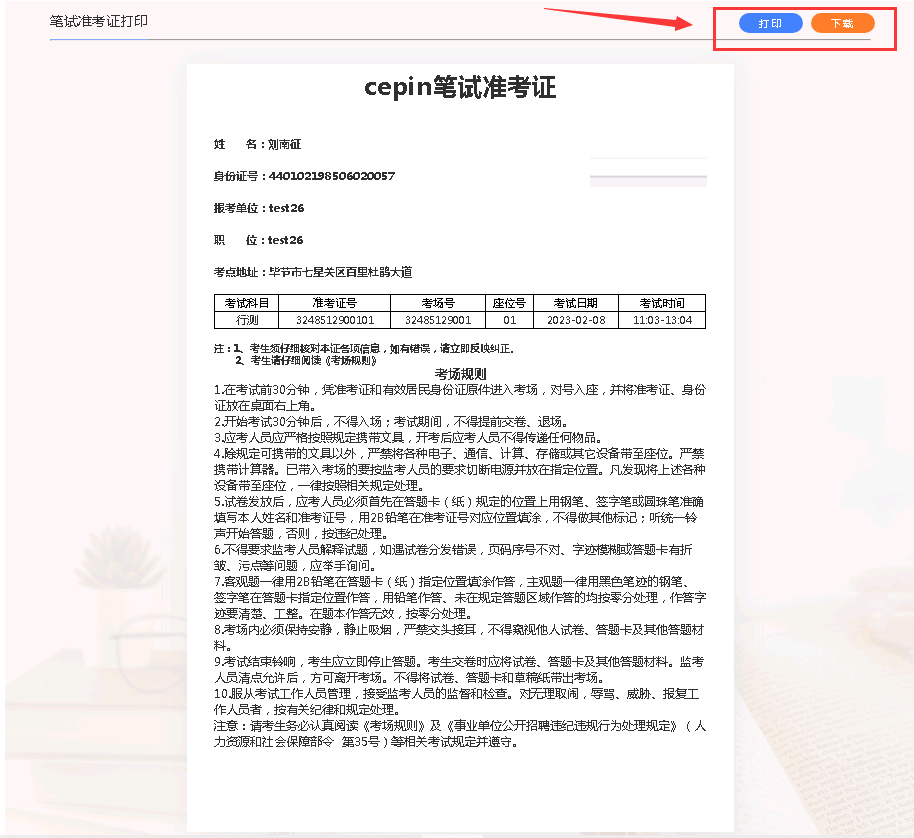 笔试准考证打印
打印 下载
cepin笔试准考证
姓 名：刘南征
身份证号：440102198506020057
报考单位：test26
职 位：test26
考点地址：毕节市七星关区百里杜鹃大道
考试科目 准考证号 考场号 座位号 考试日期 考试时间
行测 3248512900101 32485129001 01 2023-02-08 11:03-13:04
注：1、考生须仔细核对本证各项信息，如有错误，请立即反映纠正。
2、考生请仔细阅读《考场规则》
考场规则
1.在考试前30分钟，凭准考证和有效居民身份证原件进入考场，对号入座，并将准考证、身份
证放在桌面右上角。
2.开始考试30分钟后，不得入场；考试期间，不得提前交卷、退场。
3.应考人员应严格按照规定携带文具，开考后应考人员不得传递任何物品。
4.除规定可携带的文具以外，严禁将各种电子、通信、计算、存储或其它设备带至座位。严禁
携带计算器。已带入考场的要按监考人员的要求切断电源并放在指定位置。凡发现将上述各种
设备带至座位，一律按照相关规定处理。
5.试卷发放后，应考人员必须首先在答题卡（纸）规定的位置上用钢笔、签字笔或圆珠笔准确
填写本人姓名和准考证号，用2B铅笔在准考证号对应位置填涂，不得做其他标记；听统一铃
声开始答题，否则，按违纪处理。
6.不得要求监考人员解释试题，如遇试卷分发错误，页码序号不对、字迹模糊或答题卡有折
皱、污点等问题，应举手询问。
7.客观题一律用2B铅笔在答题卡（纸）指定位置填涂作答，主观题一律用黑色笔迹的钢笔、
签字笔在答题卡指定位置作答，用铅笔作答、未在规定答题区域作答的均按零分处理，作答字
迹要清楚、工整。在题本作答无效，按零分处理。
8.考场内必须保持安静，静止吸烟，严禁交头接耳，不得窥视他人试卷、答题卡及其他答题材
料。
9.考试结束铃响，考生应立即停止答题。考生交卷时应将试卷、答题卡及其他答题材料。监考
人员清点允许后，方可离开考场。不得将试卷、答题卡和草稿纸带出考场。
10.服从考试工作人员管理，接受监考人员的监督和检查。对无理取闹，辱骂、威胁、报复工
作人员者，按有关纪律和规定处理。
注意：请考生务必认真阅读《考场规则》及《事业单位公开招聘违纪违规行为处理规定》（人
力资源和社会保障部令 第35号）等相关考试规定并遵守。